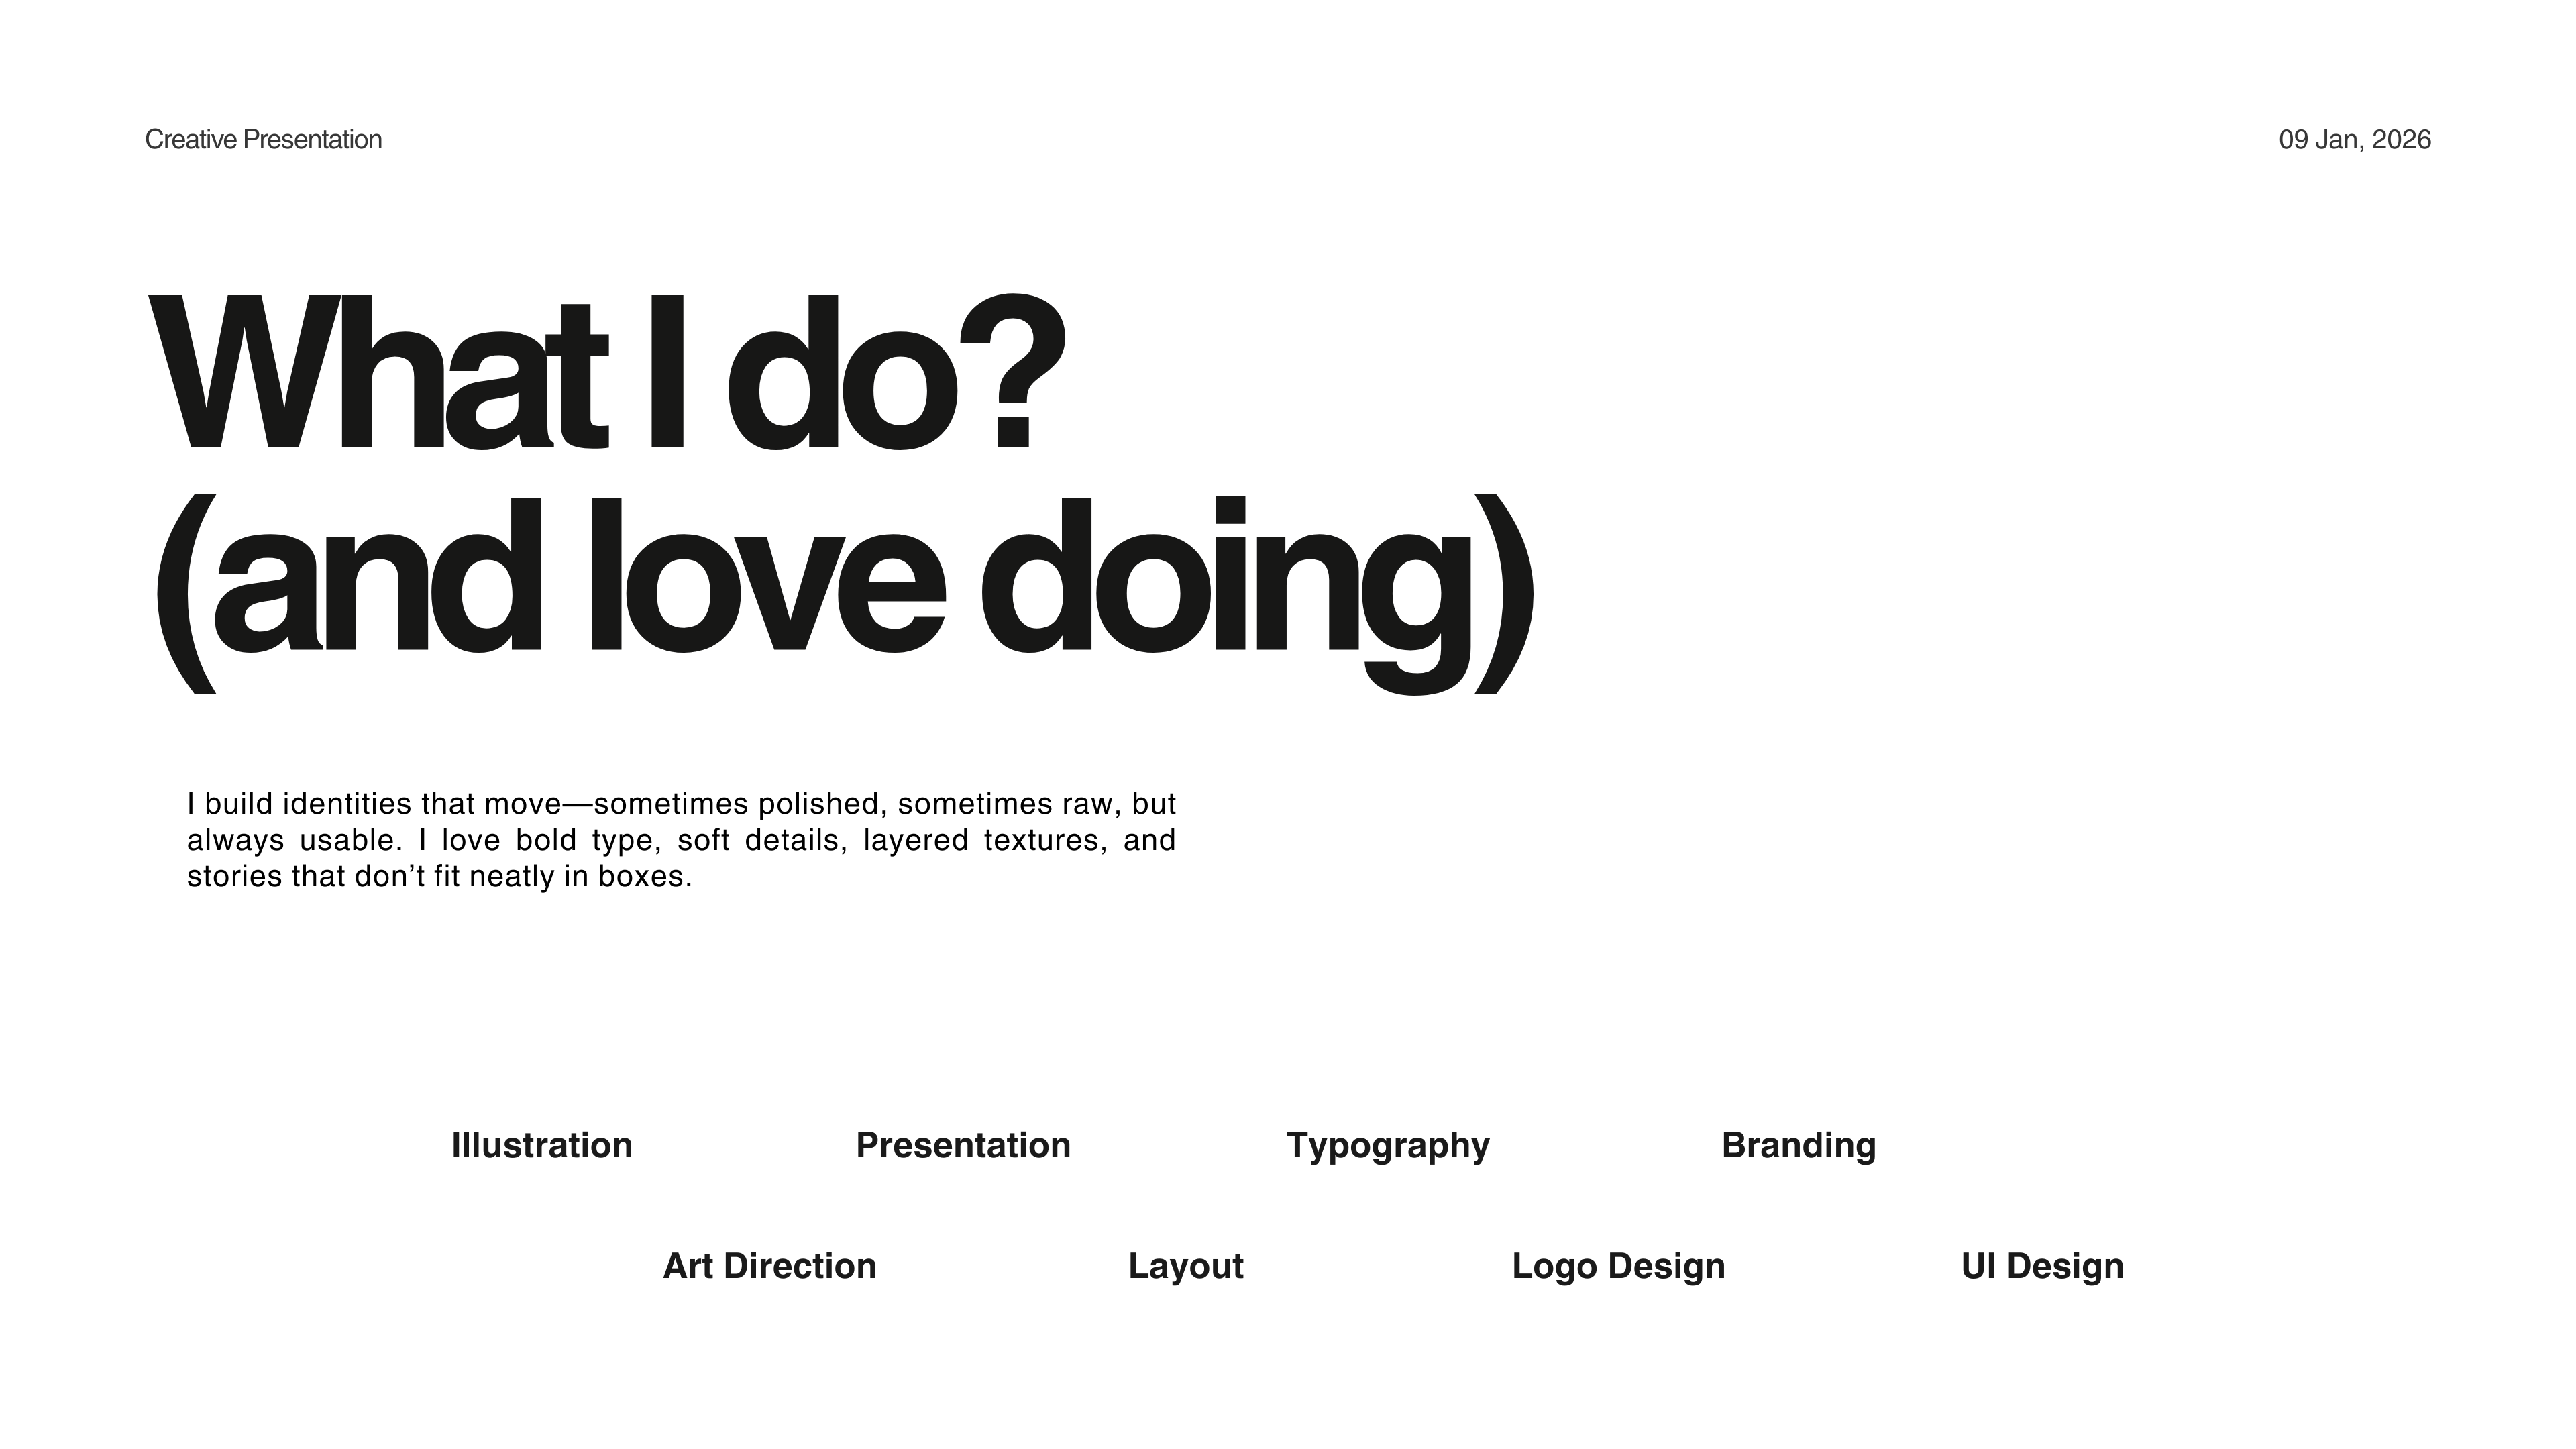 Creative Presentation
09 Jan, 2026
What I do?
(and love doing)
I build identities that move—sometimes polished, sometimes raw, but
always usable. I love bold type, soft details, layered textures, and
stories that don’t fit neatly in boxes.
Illustration
Presentation
Typography
Branding
Art Direction
Layout
Logo Design
UI Design